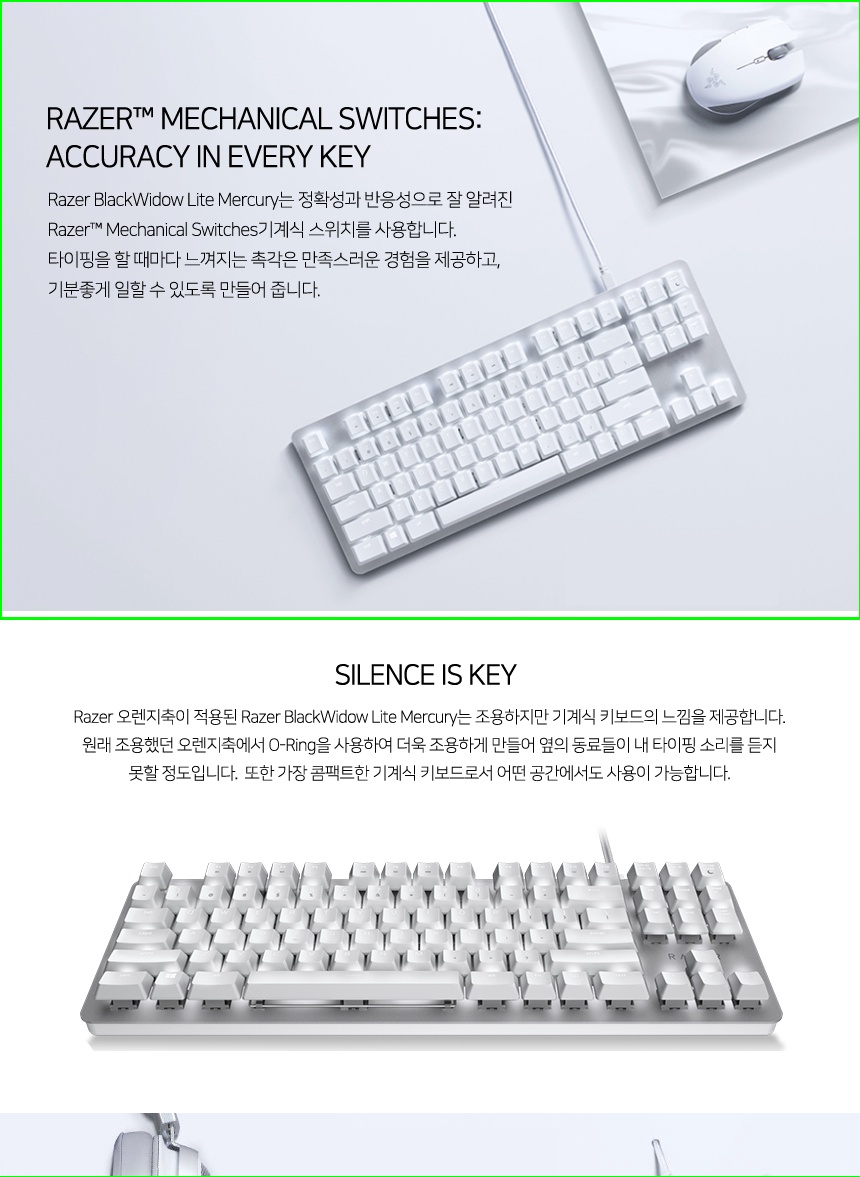 RAZER™ MECHANICAL SWITCHES:
ACCURACY IN EVERY KEY
Razer BlackWidow Lite Mercury는 정확성과 반응성으로 잘 알려진
Razer™ Mechanical Switches기계식 스위치를 사용합니다.
타이핑을 할 때마다 느껴지는 촉각은 만족스러운 경험을 제공하고,
기분좋게 일할 수 있도록 만들어 줍니다.
SILENCE IS KEY
Razer 오렌지축이 적용된 Razer BlackWidow Lite Mercury는 조용하지만 기계식 키보드의 느낌을 제공합니다.
원래 조용했던 오렌지축에서 O-Ring을 사용하여 더욱 조용하게 만들어 옆의 동료들이 내 타이핑 소리를 듣지
못할 정도입니다. 또한 가장 콤팩트한 기계식 키보드로서 어떤 공간에서도 사용이 가능합니다.